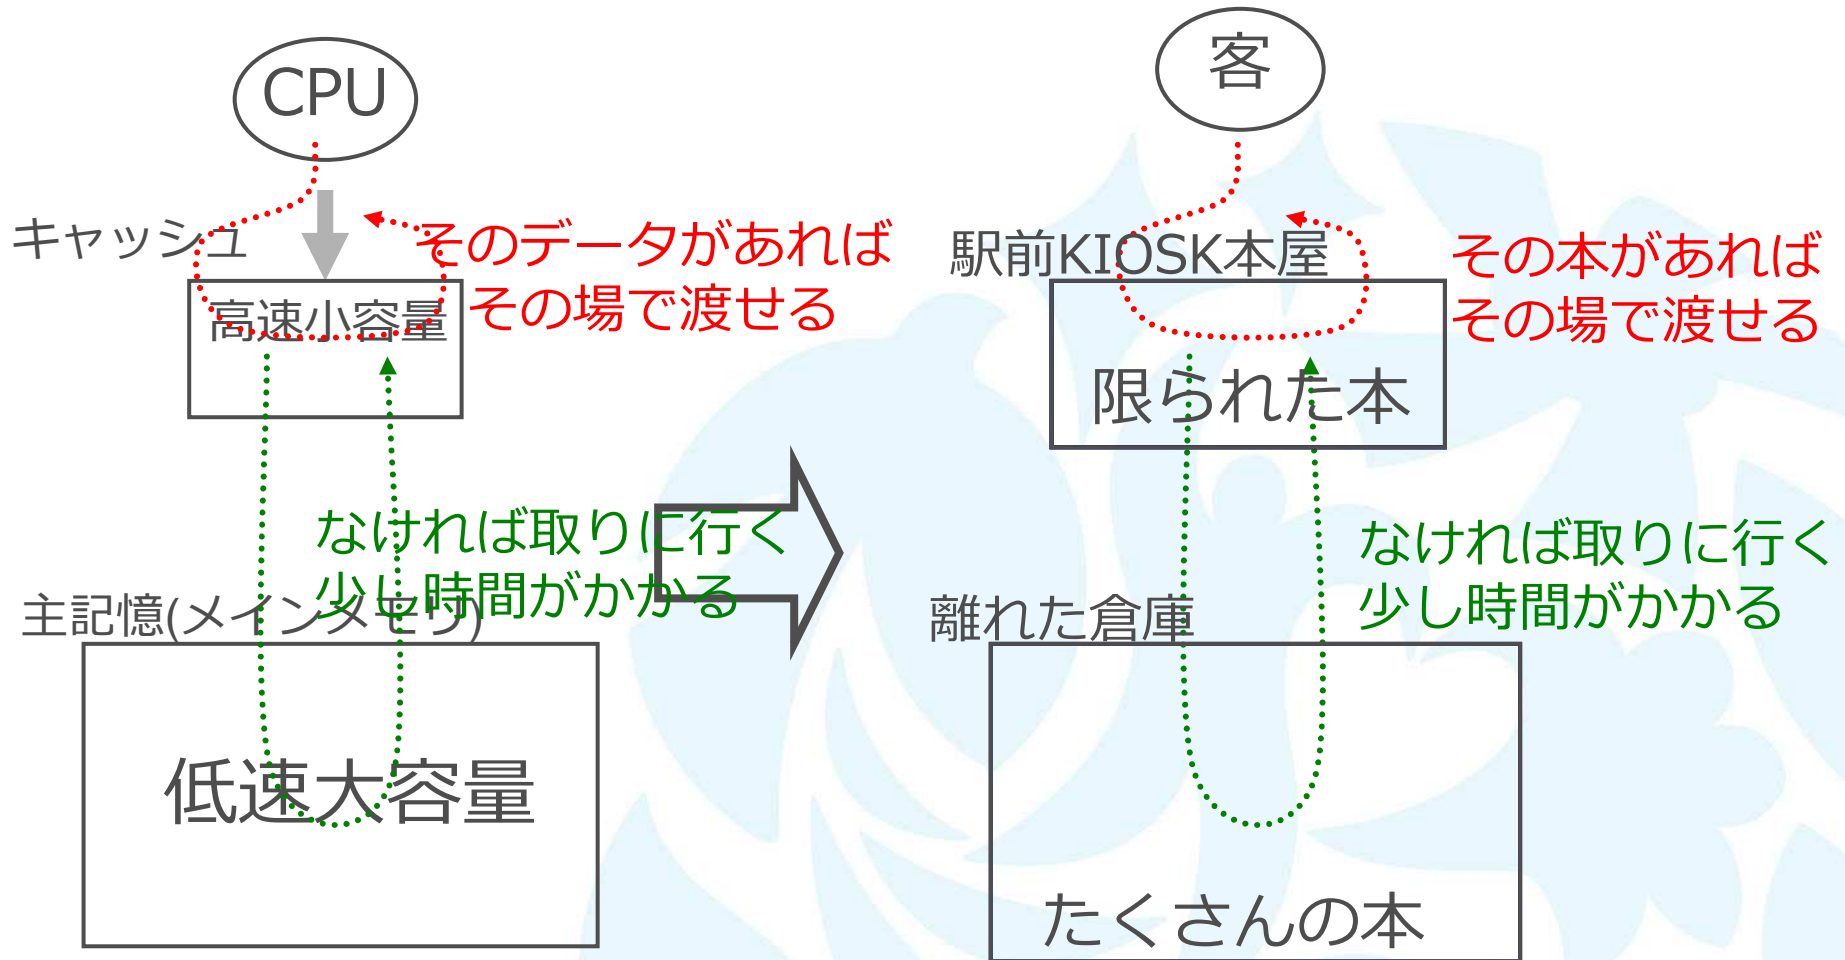 CPU
キャッシュ
そのデータがあれば
その場で渡せる
高速小容量
なければ取りに行く
少し時間がかかる
主記憶(メインメモリ)
低速大容量
客
駅前KIOSK本屋
その本があれば
その場で渡せる
限られた本
なければ取りに行く
少し時間がかかる
離れた倉庫
たくさんの本